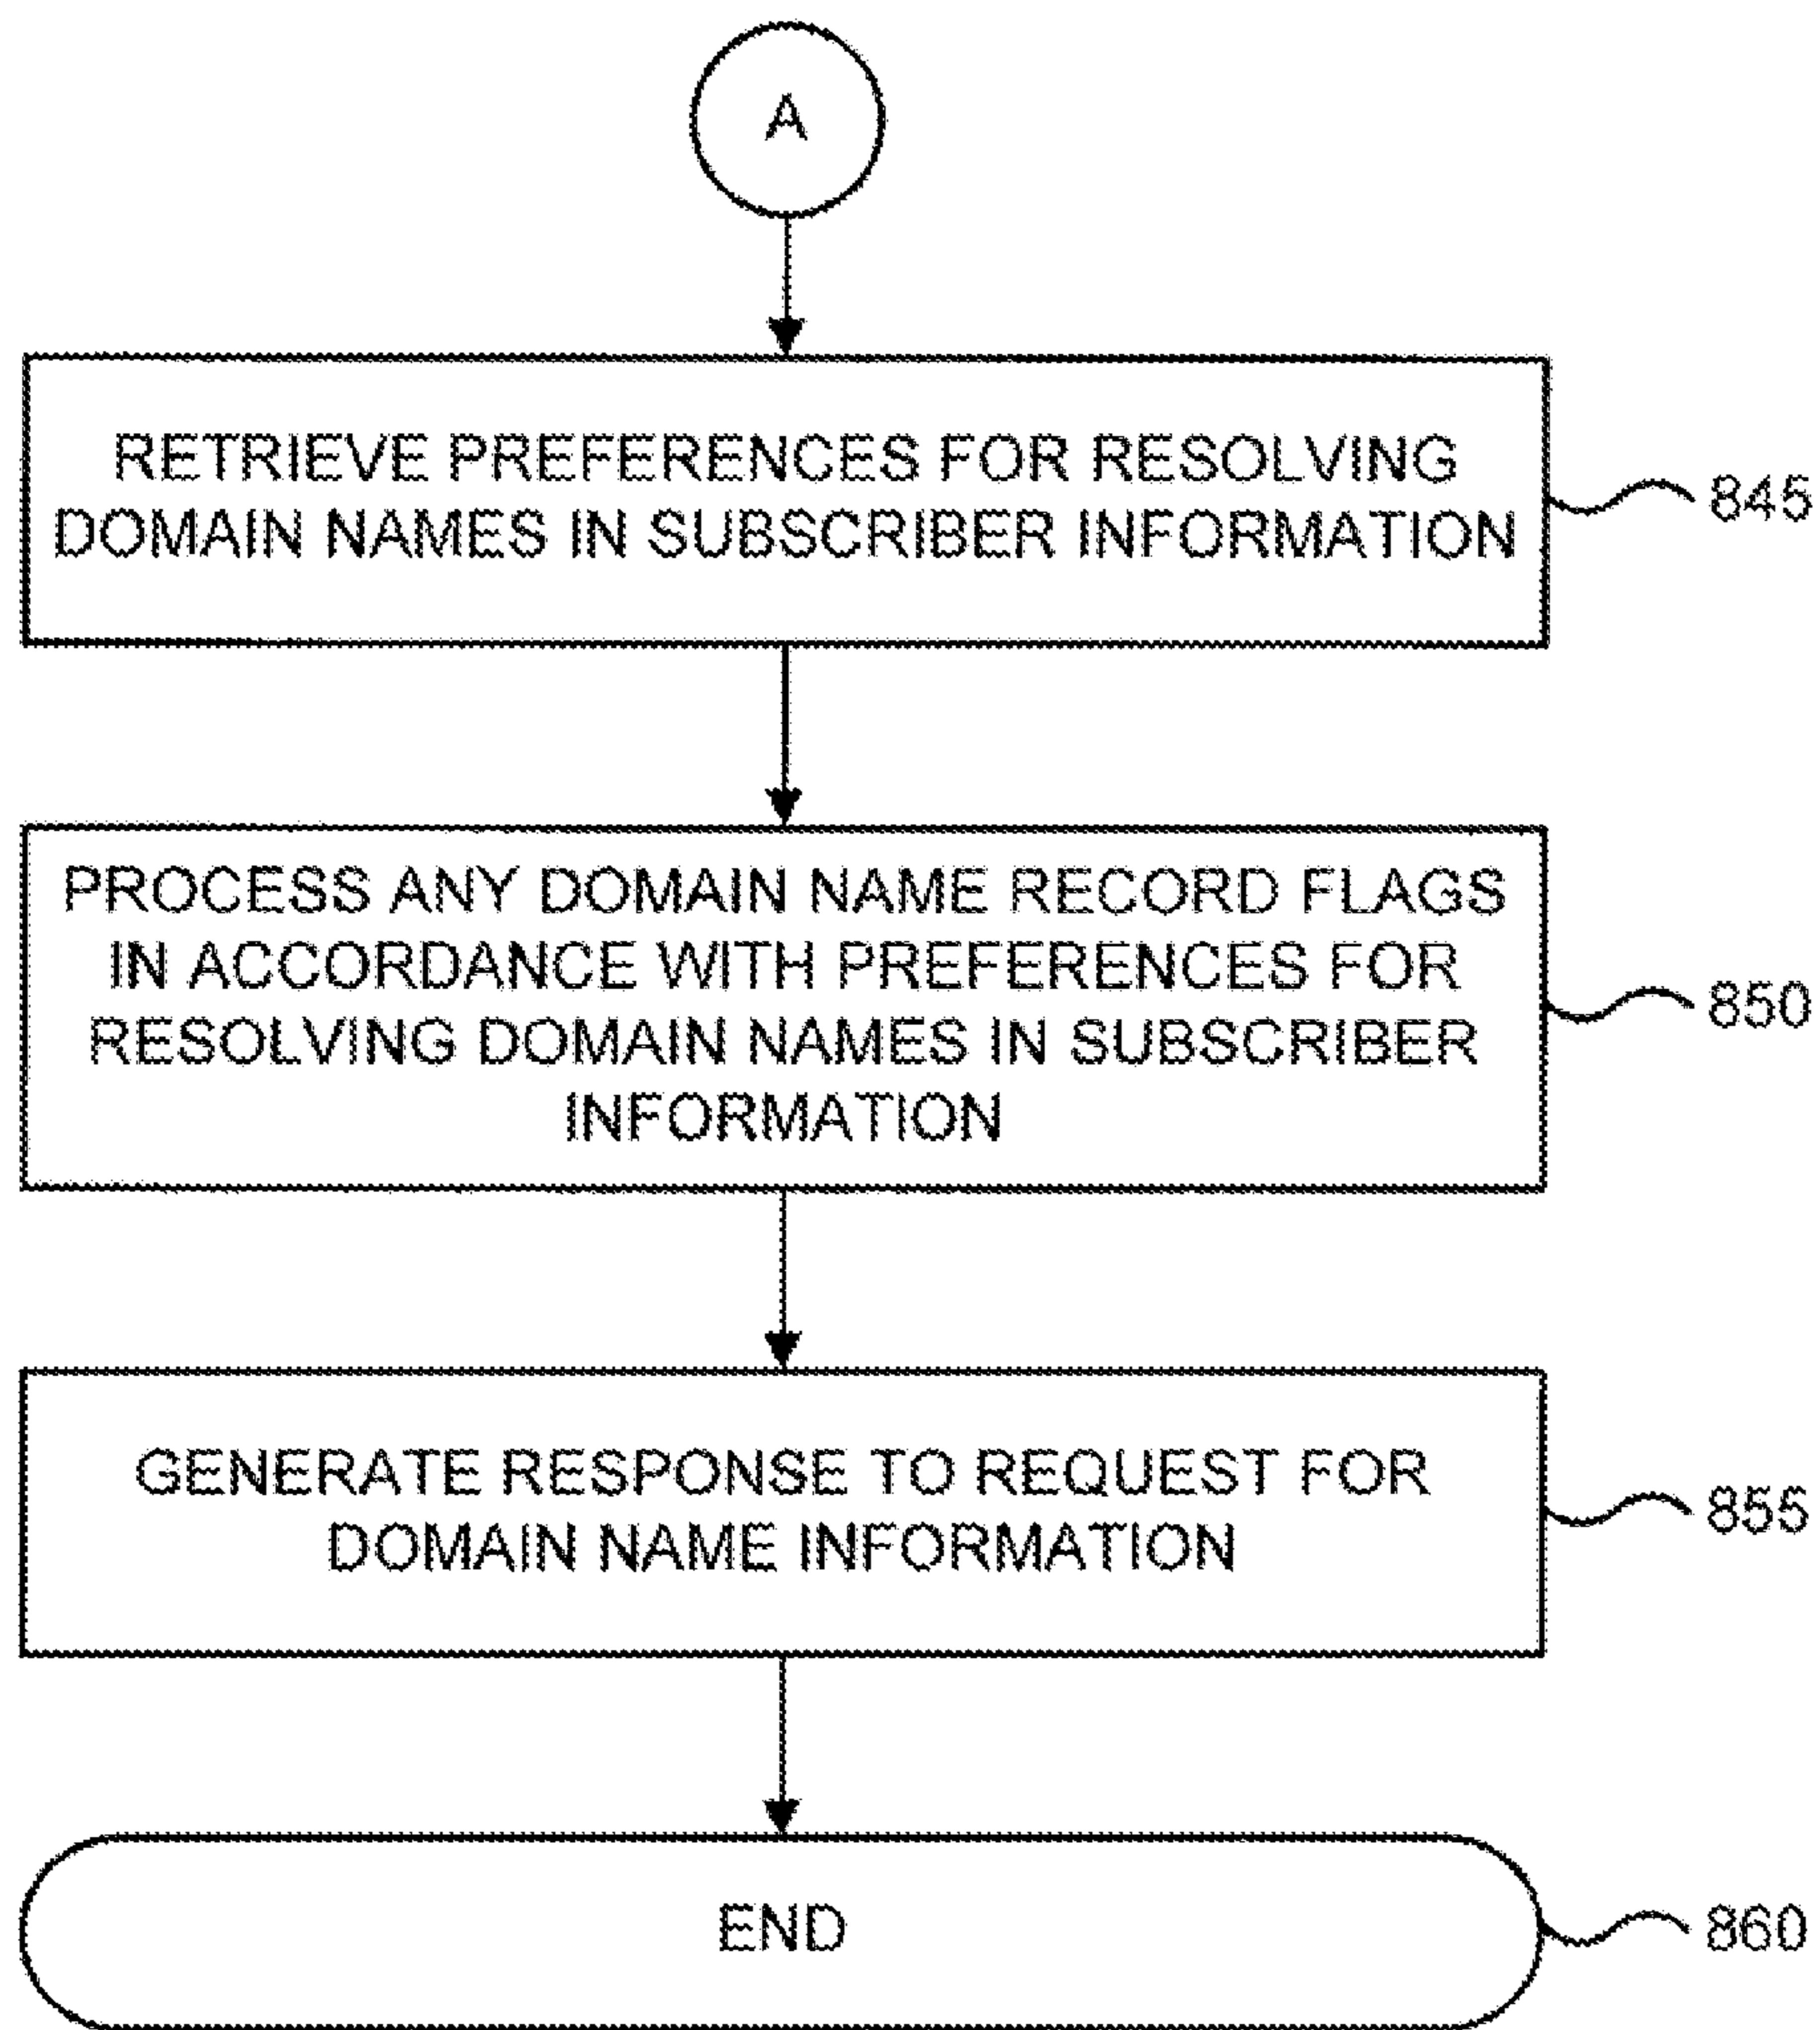 A
RETRIEVE PREFERENCES FOR RESOLVING
DOMAIN NAMES IN SUBSCRIBER INFORMATION
845
PROCESS ANY DOMAIN NAME RECORD FLAGS
IN ACCORDANCE WITH PREFERENCES FOR
RESOLVING DOMAIN NAMES IN SUBSCRIBER
INFORMATION
850
GENERATE RESPONSE TO REQUEST FOR
DOMAIN NAME INFORMATION
855
END
860